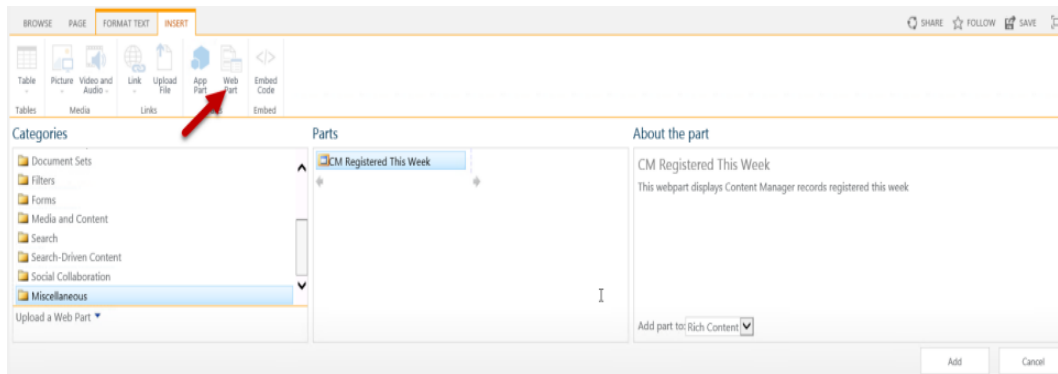 BROWSE PAGE FORMAT TEXT INSERT SHARE FOLLOW SAVE
Table Picture Video and Audio Link Upload File App Part Web Part Embed Code
Tables Media Links Embed
Categories Parts About the part
Document Sets
Filters
Forms
Media and Content
Search
Search-Driven Content
Social Collaboration
Miscellaneous
Upload a Web Part
CM Registered This Week
CM Registered This Week
This webpart displays Content Manager records registered this week
Add part to: Rich Content
Add Cancel